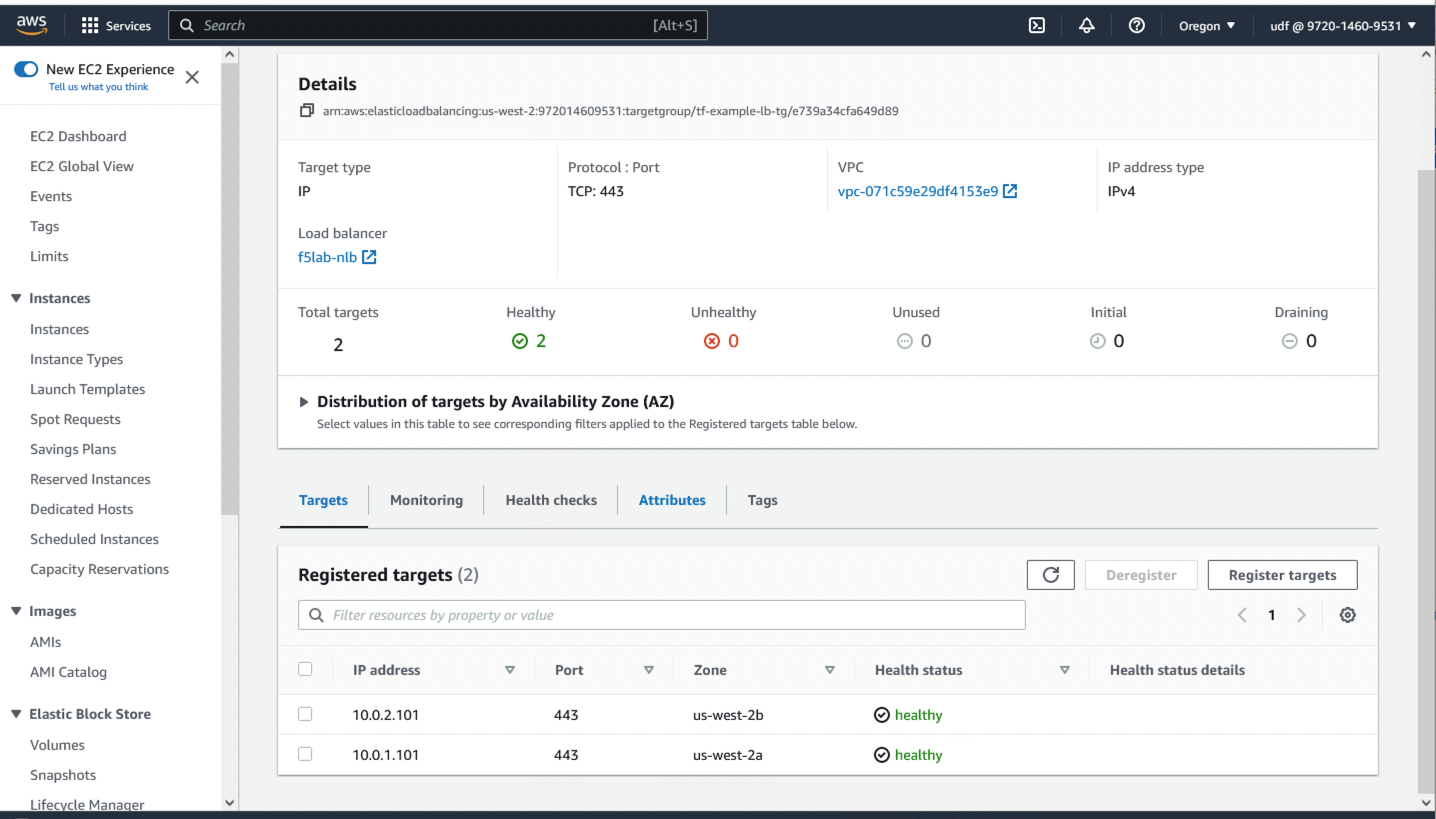 aws
Services
Search
[Alt+S]
Oregon
udf @ 9720-1460-9531
New EC2 Experience
Tell us what you think
EC2 Dashboard
EC2 Global View
Events
Tags
Limits
Instances
Instances
Instance Types
Launch Templates
Spot Requests
Savings Plans
Reserved Instances
Dedicated Hosts
Scheduled Instances
Capacity Reservations
Images
AMIs
AMI Catalog
Elastic Block Store
Volumes
Snapshots
Lifecycle Manager
Details
arn:aws:elasticloadbalancing:us-west-2:972014609531:targetgroup/tf-example-lb-tg/e739a34cfa649d89
Target type
IP
Protocol : Port
TCP: 443
VPC
vpc-071c59e29df4153e9
IP address type
IPv4
Load balancer
f5lab-nlb
Total targets
2
Healthy
2
Unhealthy
0
Unused
0
Initial
0
Draining
0
Distribution of targets by Availability Zone (AZ)
Select values in this table to see corresponding filters applied to the Registered targets table below.
Targets
Monitoring
Health checks
Attributes
Tags
Registered targets (2)
Deregister
Register targets
Filter resources by property or value
1
IP address Port Zone Health status Health status details
10.0.2.101 443 us-west-2b healthy
10.0.1.101 443 us-west-2a healthy